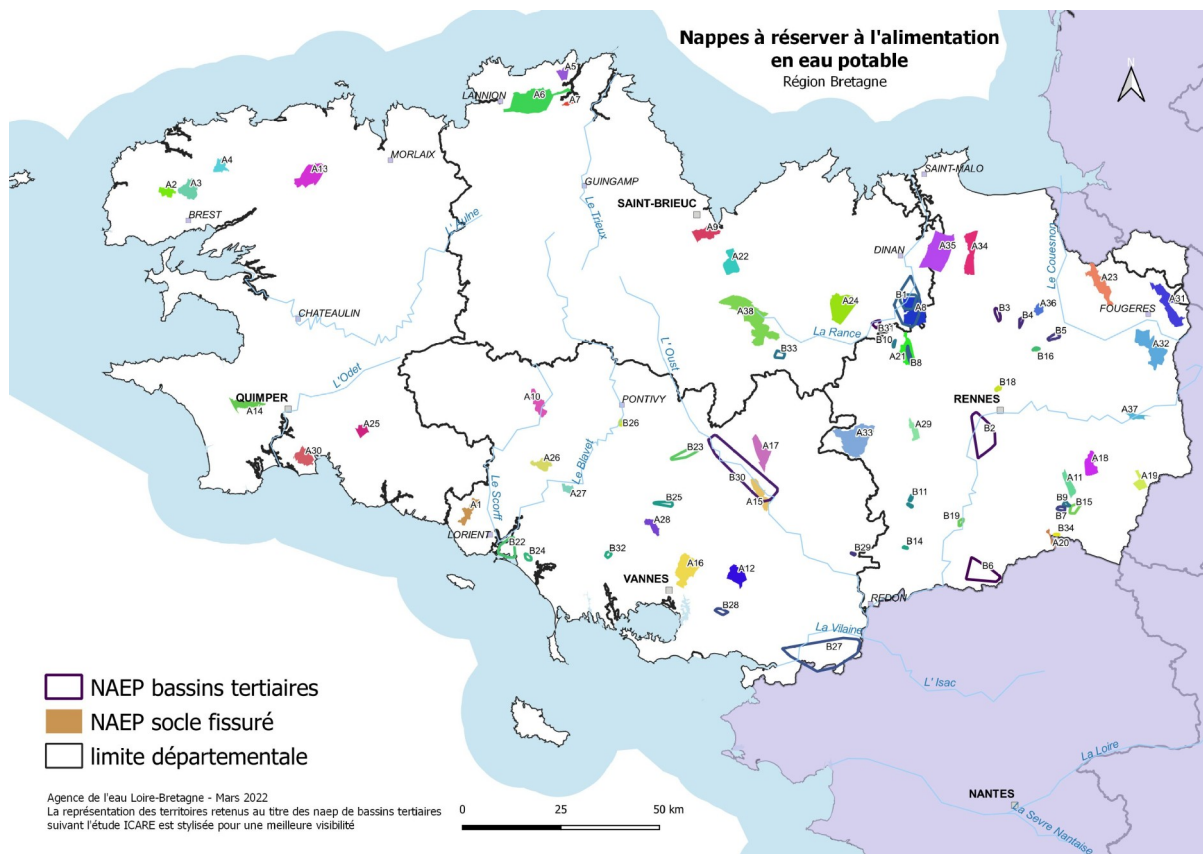 Nappes à réserver à l'alimentation
en eau potable
Région Bretagne
N
A5
LANNION
A6
A7
MORLAIX
A4
A13
A2
A3
BREST
GUINGAMP
Le Trieux
SAINT-BRIEUC
SAINT-MALO
L'Aulne
A9
A22
DINAN
A35
A34
Le Couesnon
A23
A31
FOUGERES
CHATEAULIN
A38
A24
B1
A8
B3
A36
B4
La Rance
B31
B10
B5
A32
B33
A21
B8
B16
L'Oust
L'Odet
QUIMPER
A14
A10
PONTIVY
B26
B18
RENNES
A37
A25
A30
A33
A29
B2
A17
B23
A26
Le Blavet
A18
A19
A11
B30
A27
Le Scorff
A1
B25
A15
B11
B9
B15
B7
B19
A28
B34
A20
LORIENT
B22
B24
B32
B29
B14
A16
A12
B6
VANNES
REDON
B28
La Vilaine
B27
L' Isac
NAEP bassins tertiaires
NAEP socle fissuré
limite départementale
La Loire
NANTES
La Sevre Nantaise
Agence de l'eau Loire-Bretagne - Mars 2022
La représentation des territoires retenus au titre des naep de bassins tertiaires
suivant l'étude ICARE est stylisée pour une meilleure visibilité
0 25 50 km